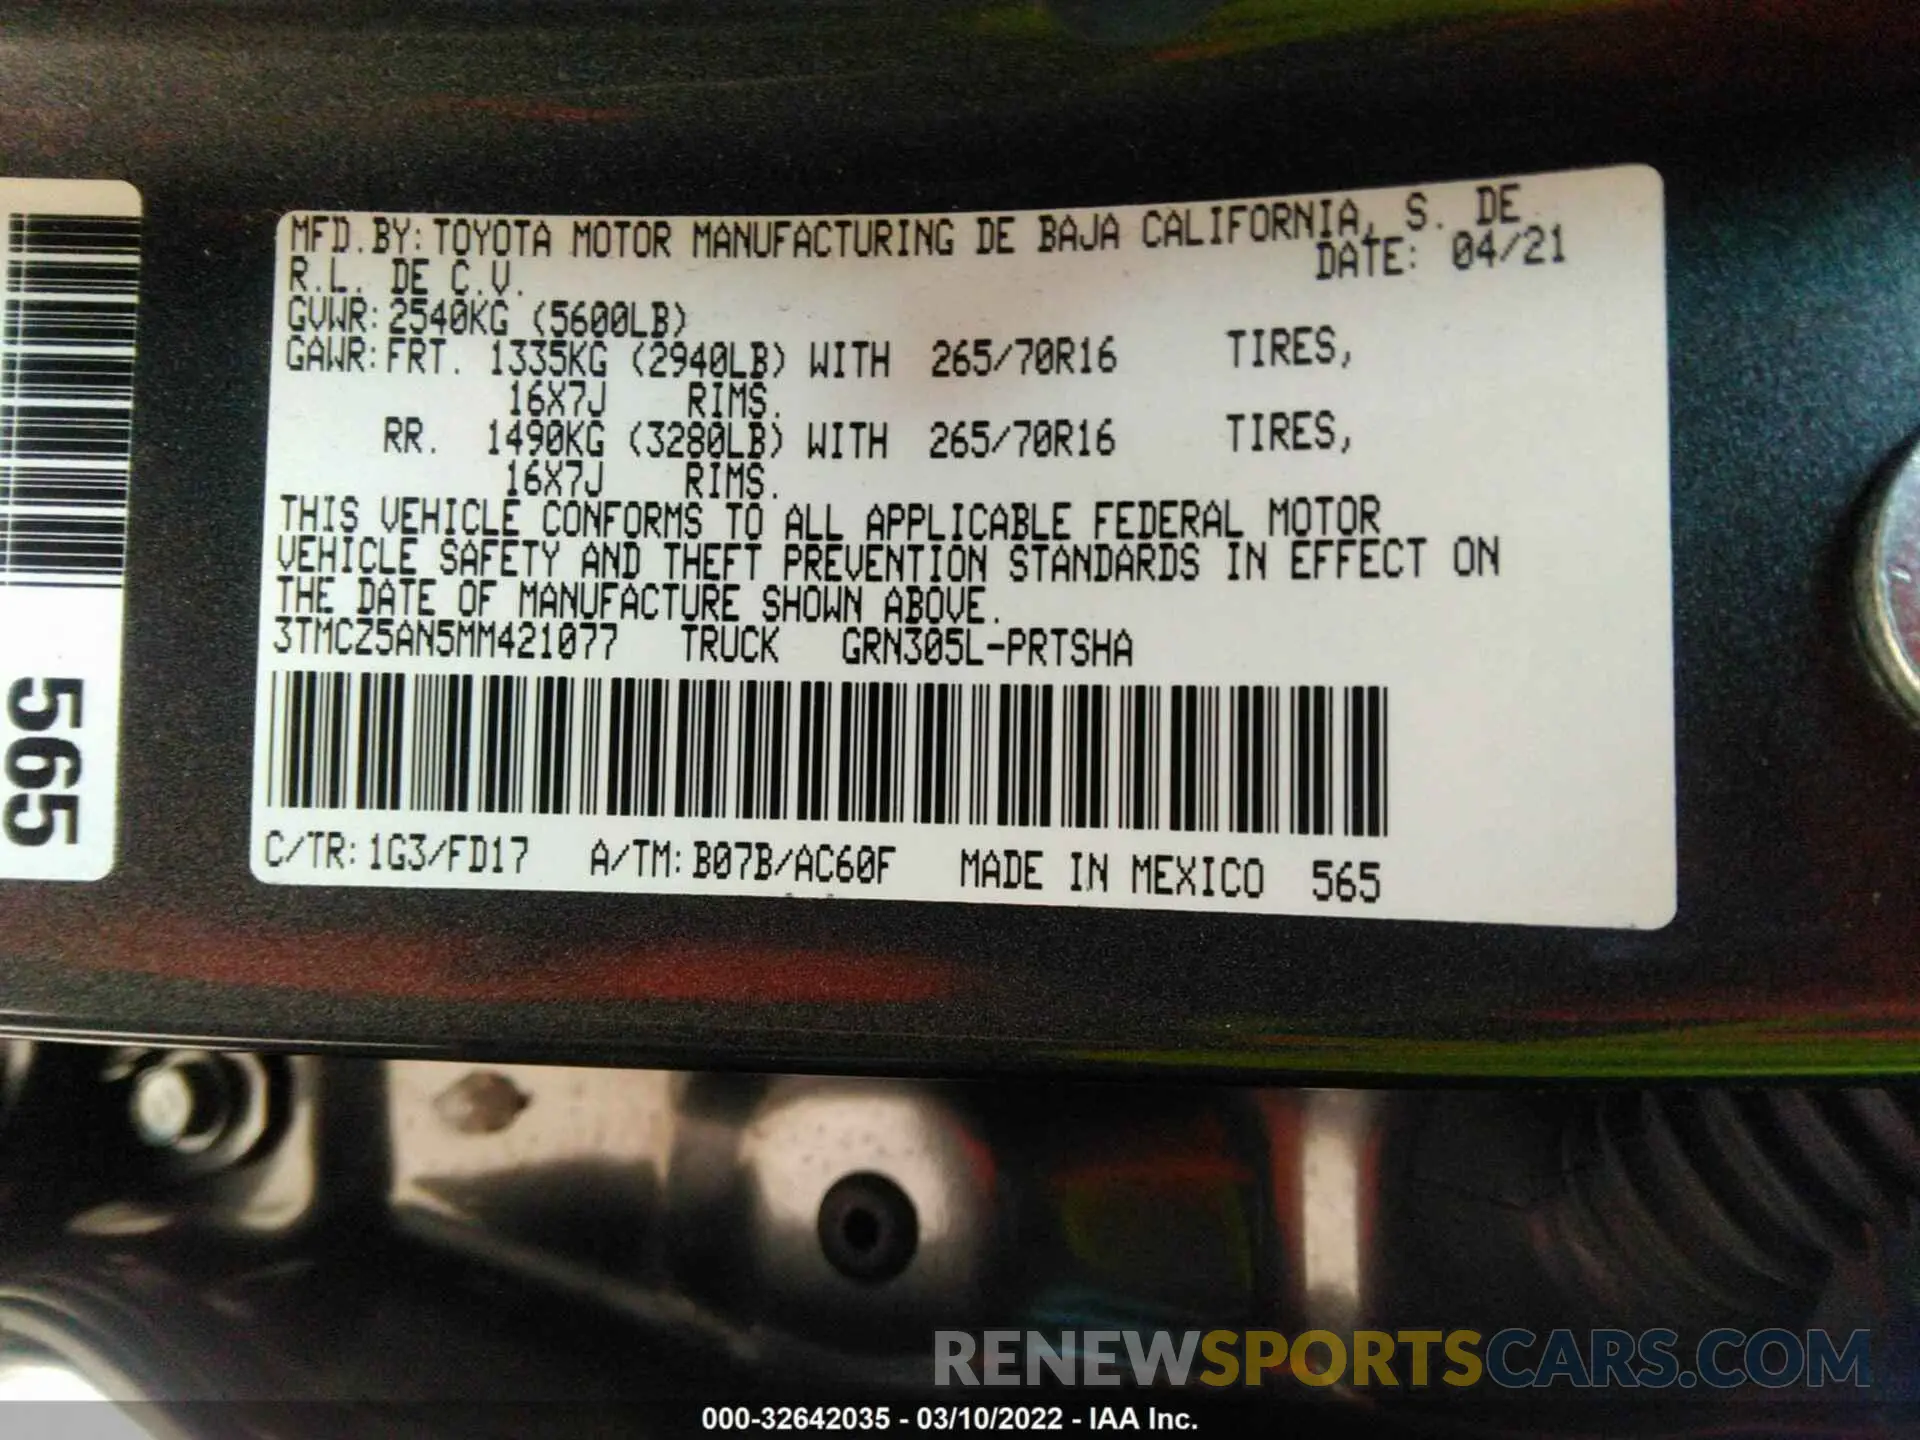 MFD.BY: TOYOTA MOTOR MANUFACTURING DE BAJA CALIFORNIA, S. DE
R.L. DE C.V. DATE: 04/21
GVWR: 2540KG (5600LB)
GAWR: FRT. 1335KG (2940LB) WITH 265/70R16 TIRES,
16X7J RIMS.
RR. 1490KG (3280LB) WITH 265/70R16 TIRES,
16X7J RIMS.
THIS VEHICLE CONFORMS TO ALL APPLICABLE FEDERAL MOTOR
VEHICLE SAFETY AND THEFT PREVENTION STANDARDS IN EFFECT ON
THE DATE OF MANUFACTURE SHOWN ABOVE.
3TMCZ5AN5MM421077 TRUCK GRN305L-PRTSHA
C/TR: 1G3/FD17 A/TM: B07B/AC60F MADE IN MEXICO 565
565
RENEWSPORTSCARS.COM
000-32642035 - 03/10/2022 - IAA Inc.